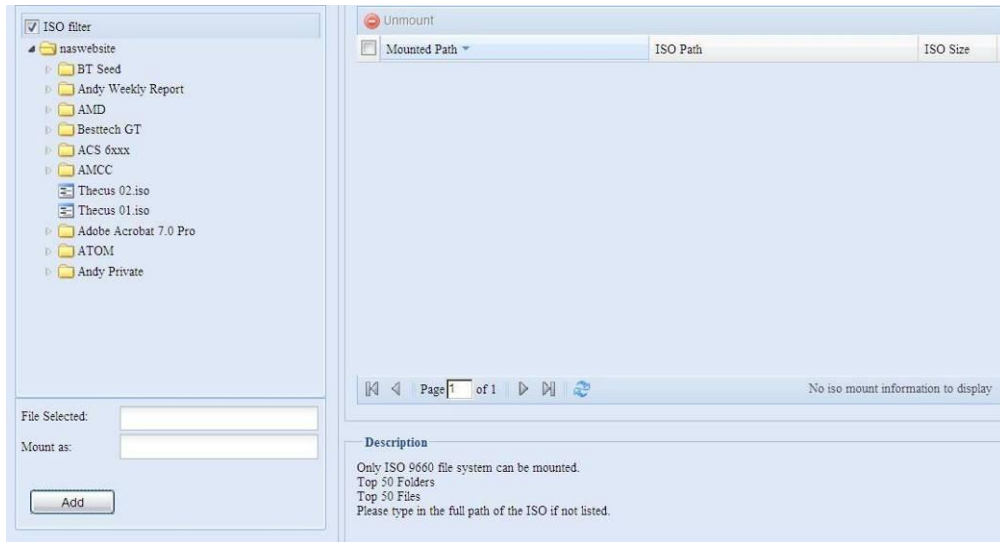 ISO filter
naswebsite
BT Seed
Andy Weekly Report
AMD
Besttech GT
ACS 6xxx
AMCC
Thecus 02.iso
Thecus 01.iso
Adobe Acrobat 7.0 Pro
ATOM
Andy Private
File Selected:
Mount as:
Add
Unmount
Mounted Path ISO Path ISO Size
Page 1 of 1 No iso mount information to display
Description
Only ISO 9660 file system can be mounted.
Top 50 Folders
Top 50 Files
Please type in the full path of the ISO if not listed.